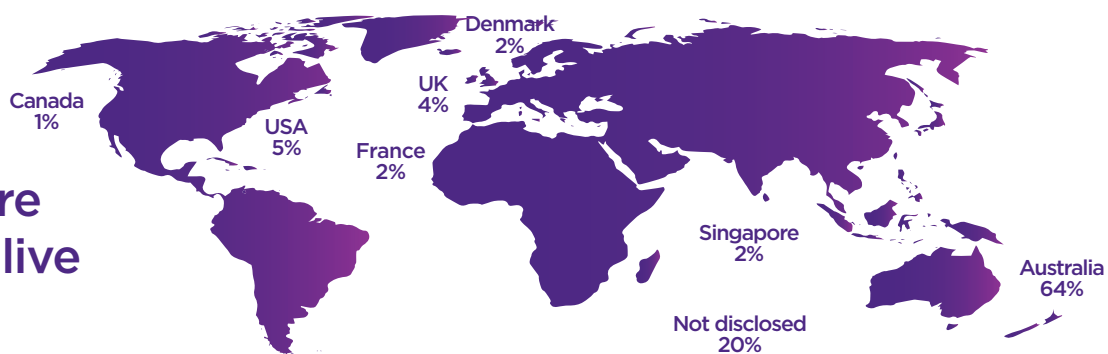 Denmark
2%
UK
4%
Canada
1%
USA
5%
France
2%
re
live
Singapore
2%
Australia
64%
Not disclosed
20%